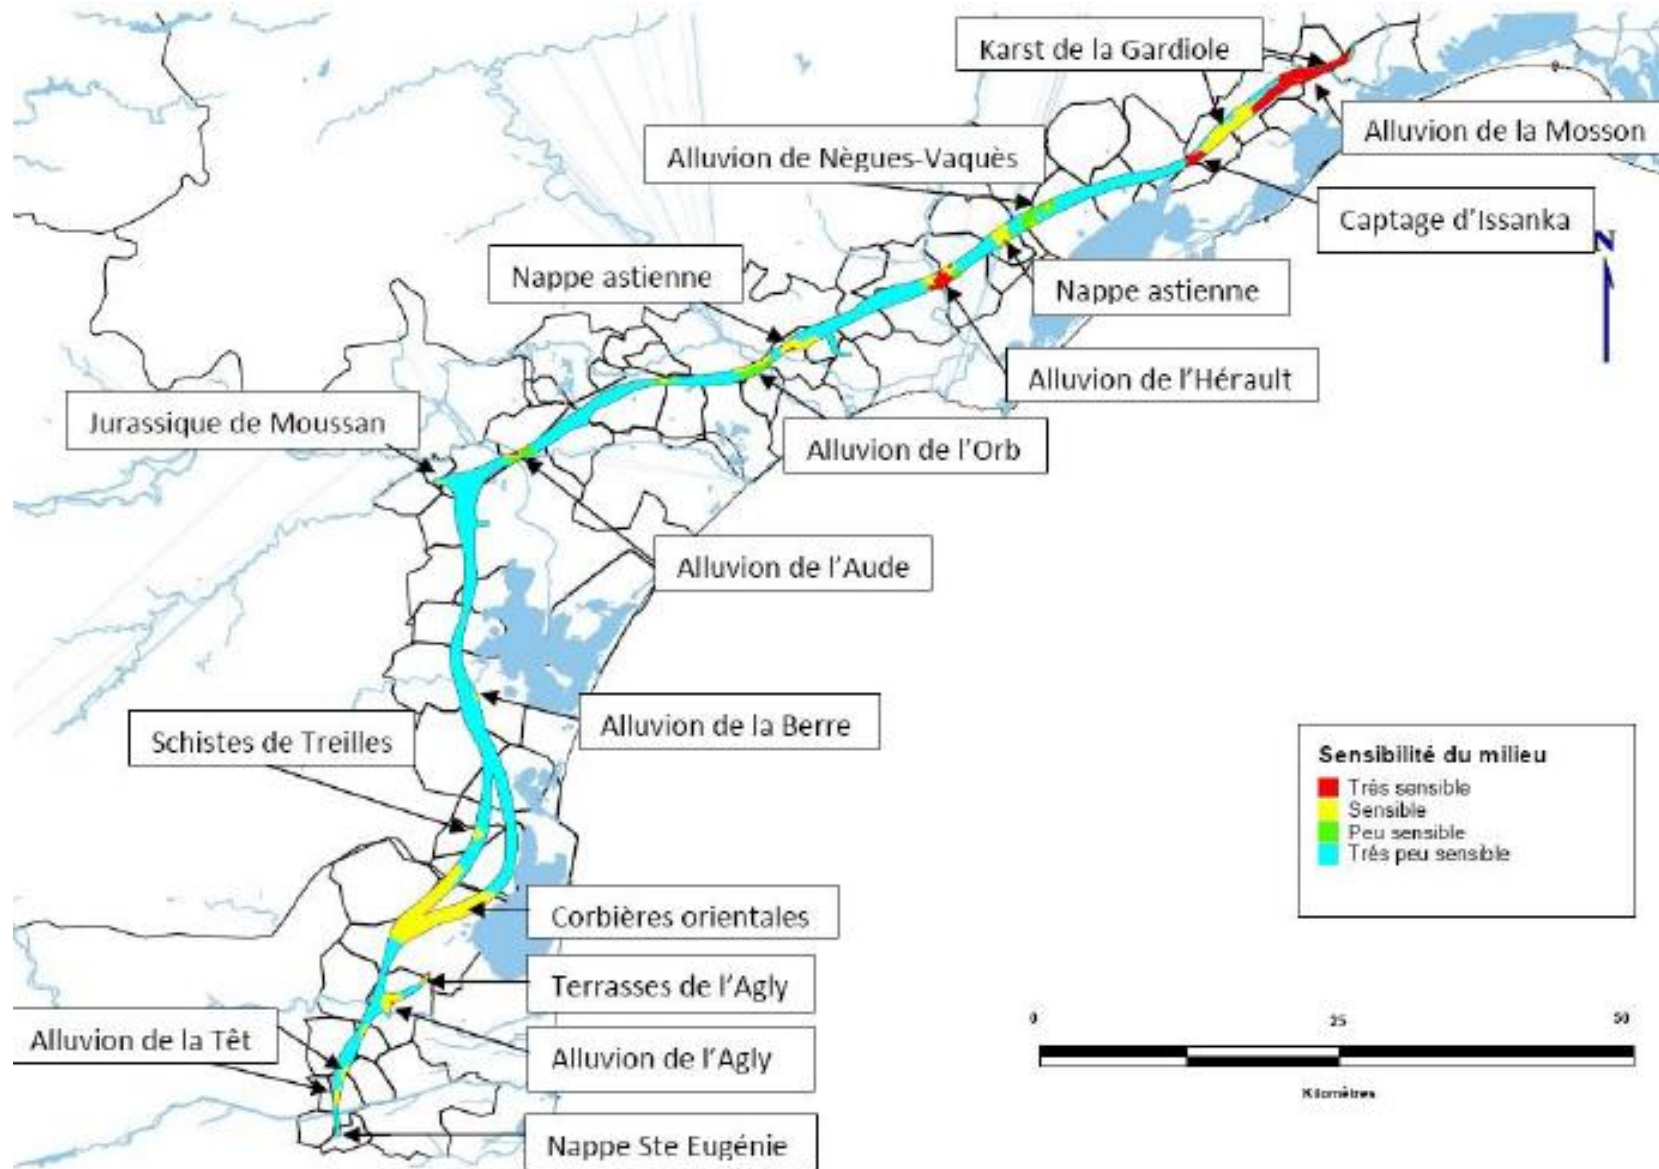 Karst de la Gardiole
Alluvion de la Mosson
Alluvion de Nègues-Vaquès
Captage d'Issanka
N
Nappe astienne
Nappe astienne
Alluvion de l'Hérault
Jurassique de Moussan
Alluvion de l'Orb
Alluvion de l'Aude
Alluvion de la Berre
Schistes de Treilles
Sensibilité du milieu
Très sensible
Sensible
Peu sensible
Très peu sensible
Corbières orientales
Terrasses de l'Agly
Alluvion de la Têt
Alluvion de l'Agly
0 25 50
Kilomètres
Nappe Ste Eugénie